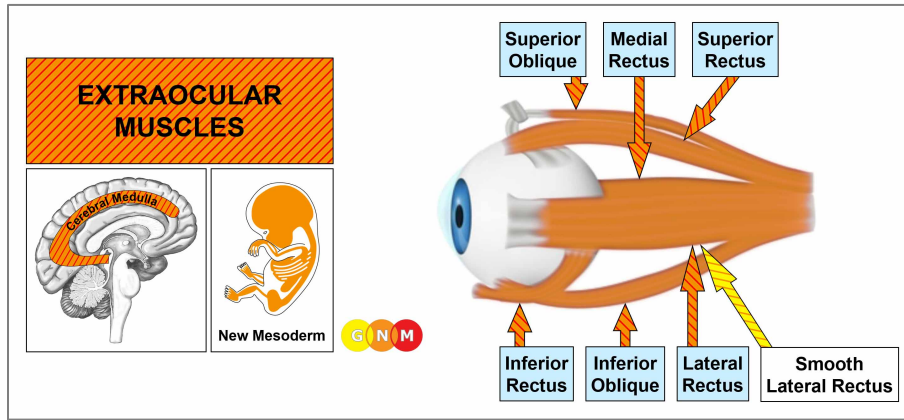 EXTRAOCULAR
MUSCLES
Cerebral Medulla
New Mesoderm
G N M
Superior
Oblique
Medial
Rectus
Superior
Rectus
Inferior
Rectus
Inferior
Oblique
Lateral
Rectus
Smooth
Lateral Rectus